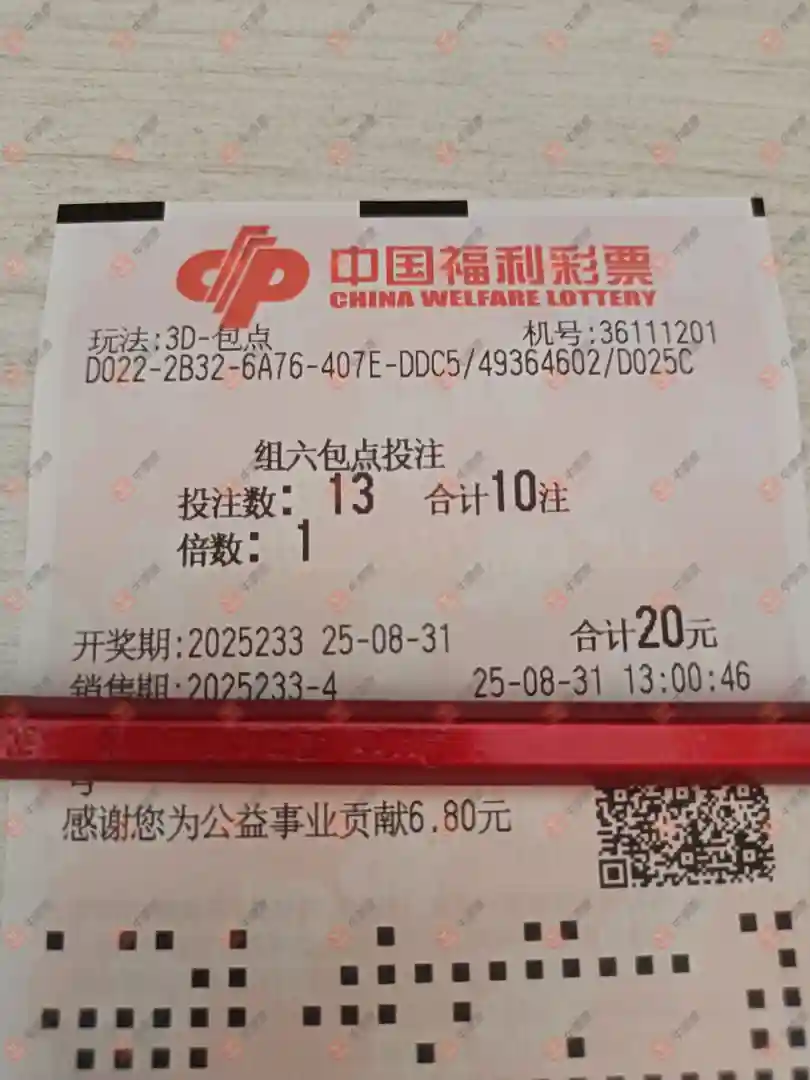 中国福利彩票
CHINA WELFARE LOTTERY
玩法:3D-包点 机号:36111201
D022-2B32-6A76-407E-DDC5/49364602/D025C
组六包点投注
投注数: 13 合计10注
倍数: 1
开奖期:2025233 25-08-31 合计20元
销售期:2025233-4 25-08-31 13:00:46
号
感谢您为公益事业贡献6.80元